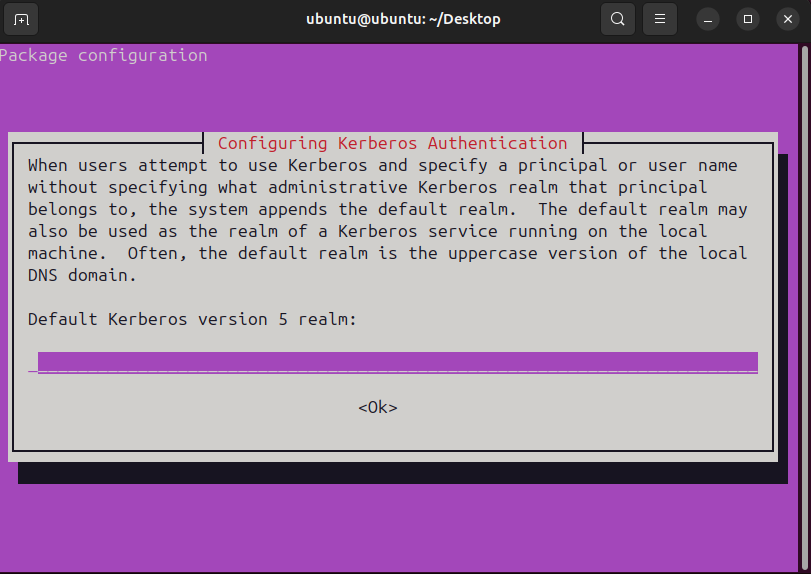 ubuntu@ubuntu: ~/Desktop
Package configuration
Configuring Kerberos Authentication
When users attempt to use Kerberos and specify a principal or user name
without specifying what administrative Kerberos realm that principal
belongs to, the system appends the default realm.  The default realm may
also be used as the realm of a Kerberos service running on the local
machine.  Often, the default realm is the uppercase version of the local
DNS domain.
Default Kerberos version 5 realm:
<Ok>